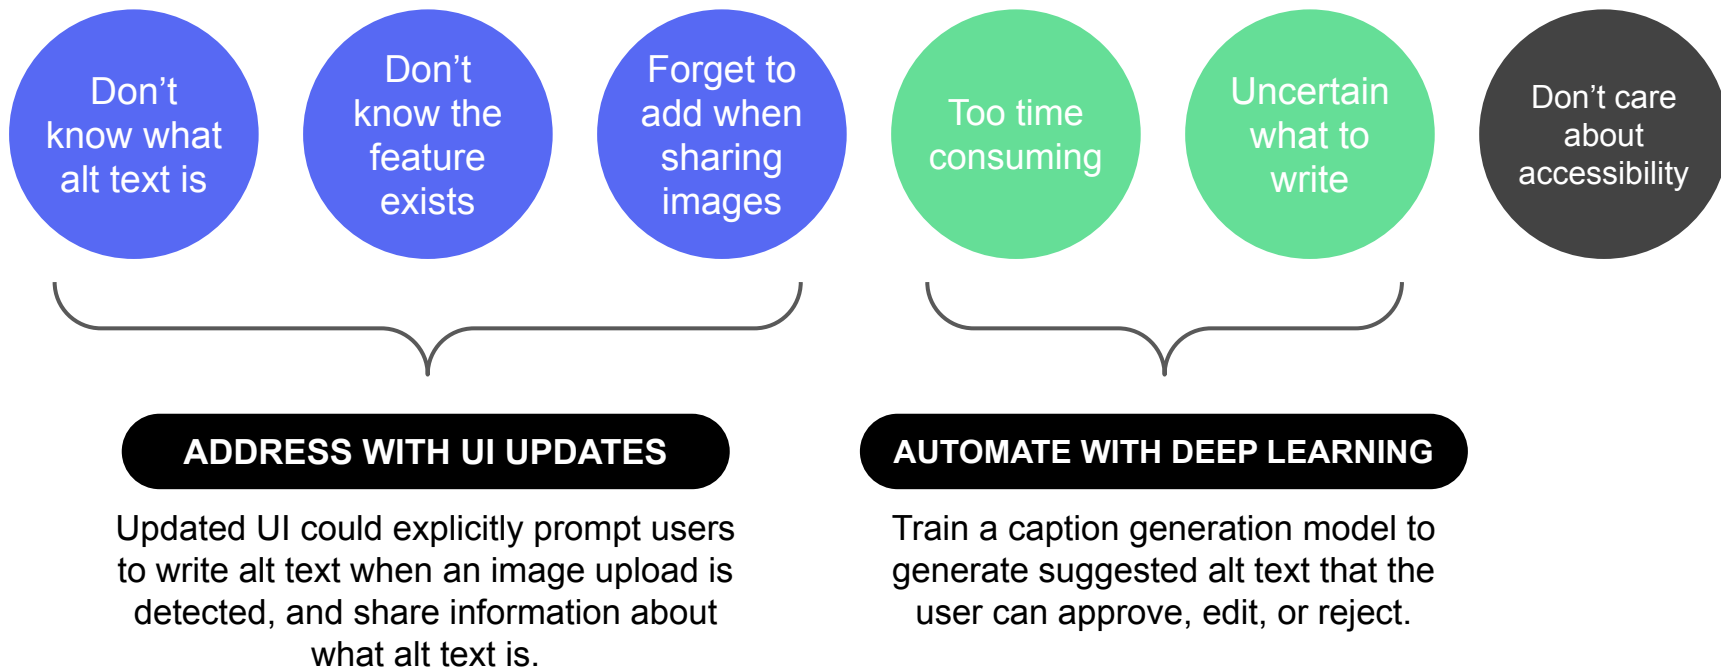 Don’t
know what
alt text is
Don’t
know the
feature
exists
Forget to
add when
sharing
images
Too time
consuming
Uncertain
what to
write
Don’t care
about
accessibility
ADDRESS WITH UI UPDATES
Updated UI could explicitly prompt users
to write alt text when an image upload is
detected, and share information about
what alt text is.
AUTOMATE WITH DEEP LEARNING
Train a caption generation model to
generate suggested alt text that the
user can approve, edit, or reject.